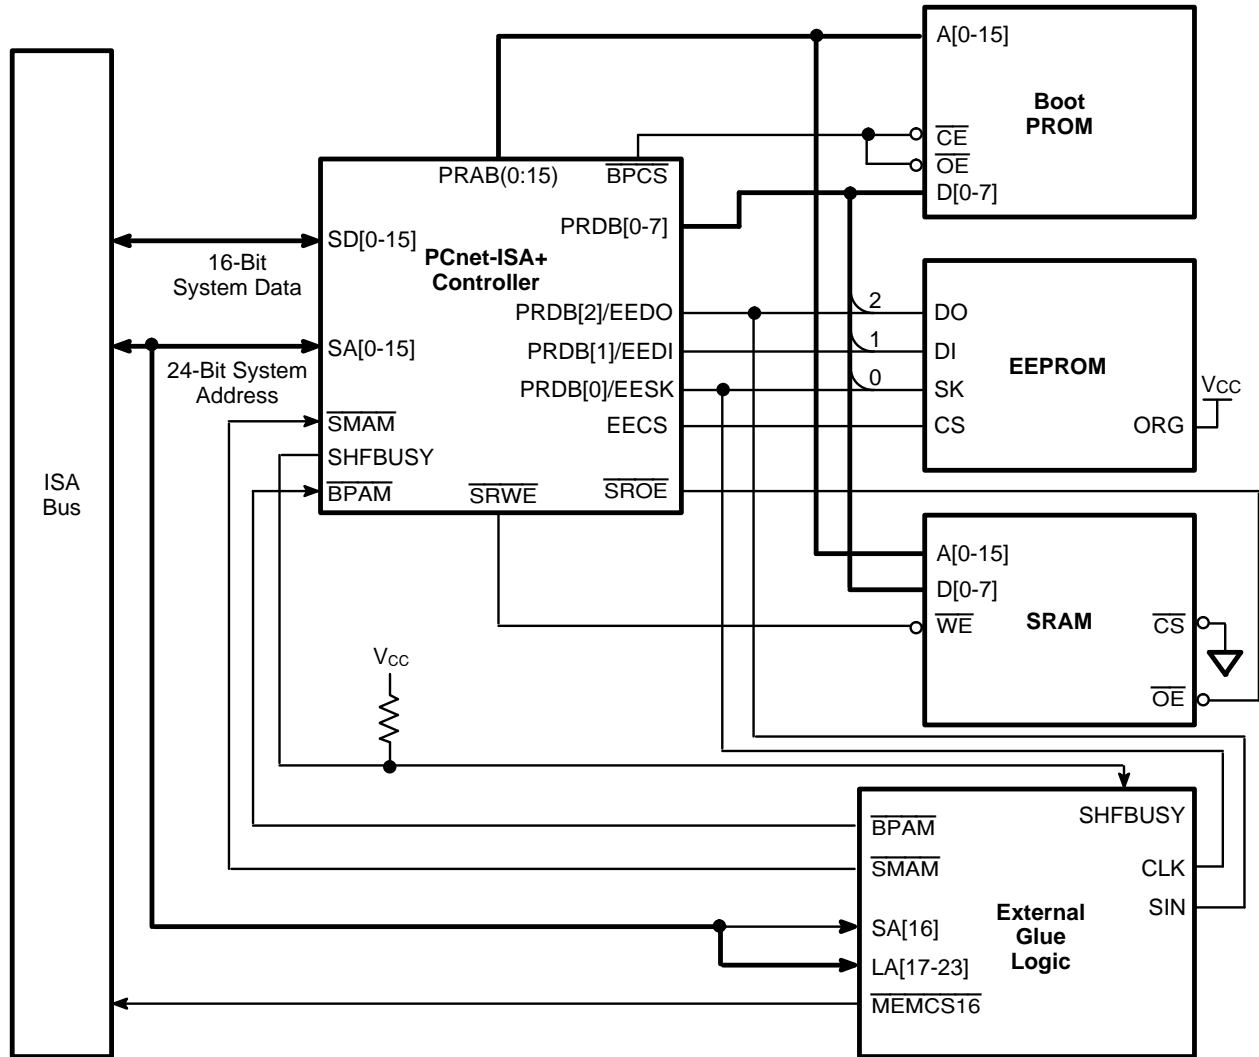 ISA
Bus
16-Bit
System Data
24-Bit System
Address
PRAB(0:15)
BPCS
SD[0-15]
PRDB[0-7]
PCnet-ISA+
Controller
PRDB[2]/EEDO
SA[0-15]
PRDB[1]/EEDI
PRDB[0]/EESK
SMAM
EECS
SHFBUSY
BPAM
SRWE
SROE
A[0-15]
Boot
PROM
CE
OE
D[0-7]
2
1
0
DO
DI
EEPROM
SK
CS
ORG
VCC
A[0-15]
D[0-7]
WE
SRAM
CS
OE
VCC
SHFBUSY
BPAM
SMAM
CLK
SIN
External
Glue
Logic
SA[16]
LA[17-23]
MEMCS16